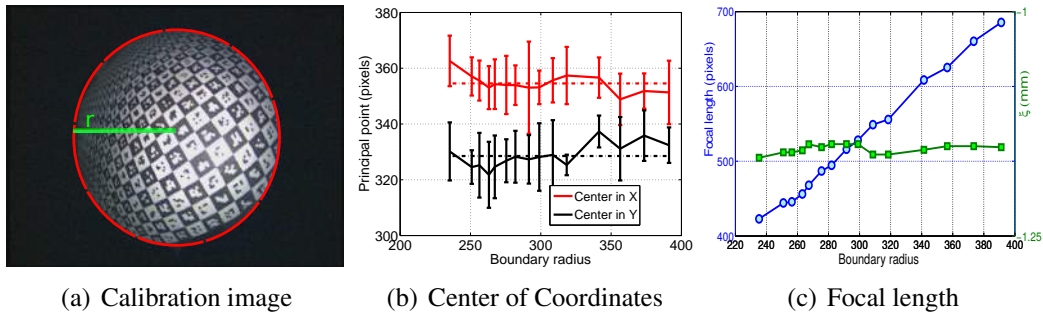 r
380
360
340
320
300
200
250
300
350
400
Principal point (pixels)
Boundary radius
Center in X
Center in Y
700
600
500
400
220
240
260
280
300
320
340
360
380
400
Focal length (pixels)
Boundary radius
-1
-1.25
ξ (mm)
(a) Calibration image
(b) Center of Coordinates
(c) Focal length